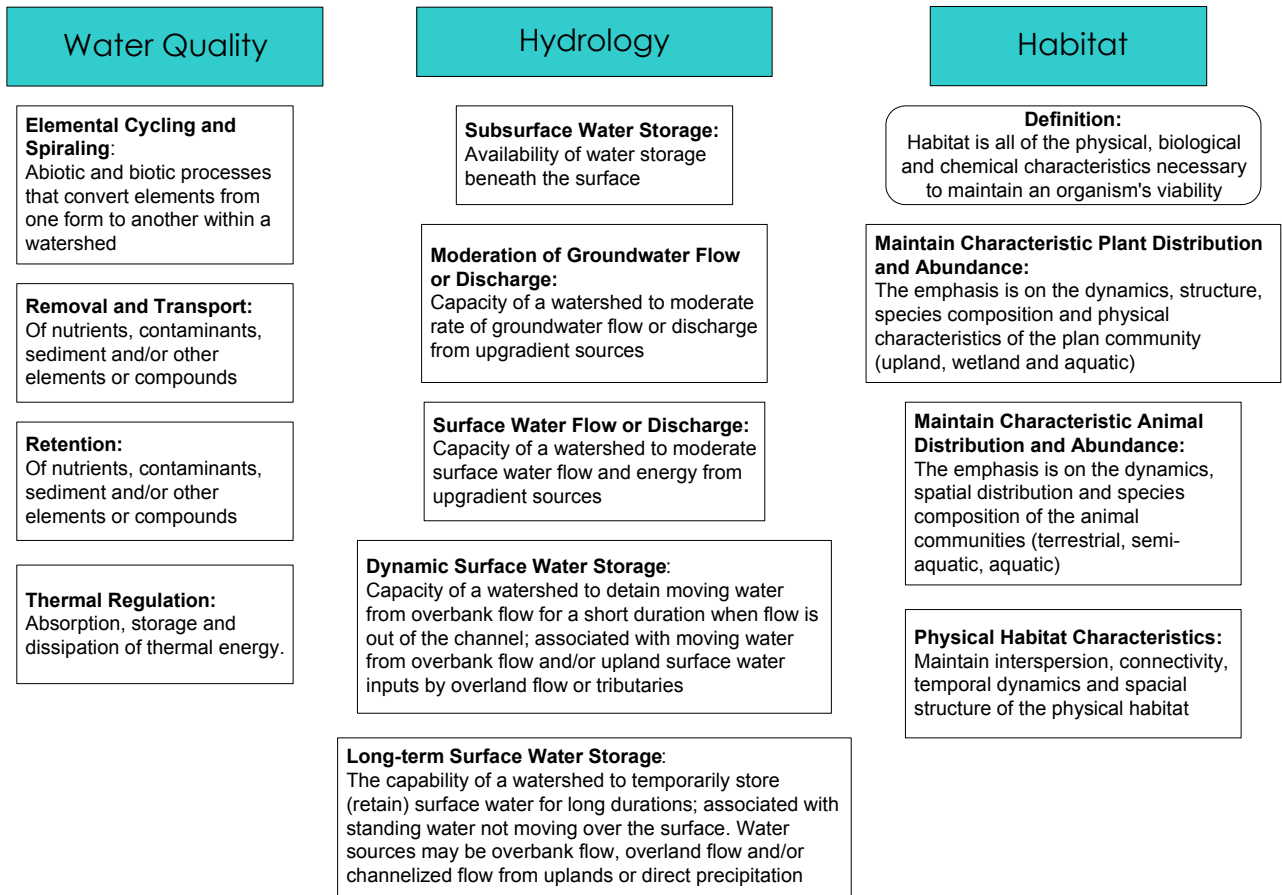 Water Quality
Elemental Cycling and
Spiraling:
Abiotic and biotic processes
that convert elements from
one form to another within a
watershed
Removal and Transport:
Of nutrients, contaminants,
sediment and/or other
elements or compounds
Retention:
Of nutrients, contaminants,
sediment and/or other
elements or compounds
Thermal Regulation:
Absorption, storage and
dissipation of thermal energy.
Hydrology
Subsurface Water Storage:
Availability of water storage
beneath the surface
Moderation of Groundwater Flow
or Discharge:
Capacity of a watershed to moderate
rate of groundwater flow or discharge
from upgradient sources
Surface Water Flow or Discharge:
Capacity of a watershed to moderate
surface water flow and energy from
upgradient sources
Dynamic Surface Water Storage:
Capacity of a watershed to detain moving water
from overbank flow for a short duration when flow is
out of the channel; associated with moving water
from overbank flow and/or upland surface water
inputs by overland flow or tributaries
Long-term Surface Water Storage:
The capability of a watershed to temporarily store
(retain) surface water for long durations; associated with
standing water not moving over the surface. Water
sources may be overbank flow, overland flow and/or
channelized flow from uplands or direct precipitation
Habitat
Definition:
Habitat is all of the physical, biological
and chemical characteristics necessary
to maintain an organism's viability
Maintain Characteristic Plant Distribution
and Abundance:
The emphasis is on the dynamics, structure,
species composition and physical
characteristics of the plan community
(upland, wetland and aquatic)
Maintain Characteristic Animal
Distribution and Abundance:
The emphasis is on the dynamics,
spatial distribution and species
composition of the animal
communities (terrestrial, semi-
aquatic, aquatic)
Physical Habitat Characteristics:
Maintain interspersion, connectivity,
temporal dynamics and spacial
structure of the physical habitat